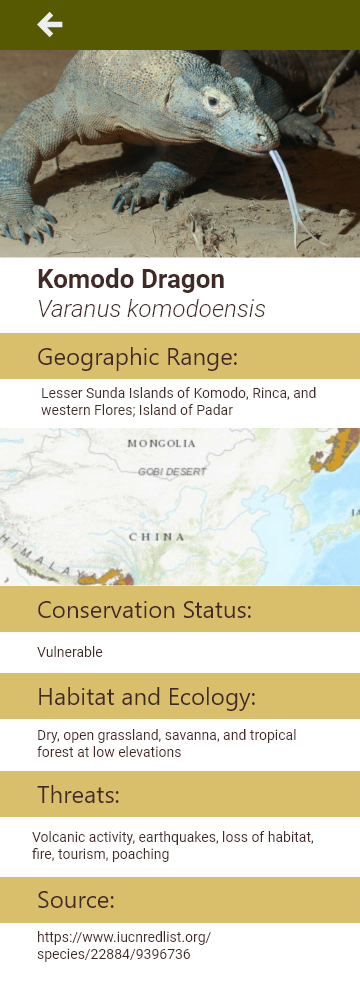 Komodo Dragon
Varanus komodoensis
Geographic Range:
Lesser Sunda Islands of Komodo, Rinca, and
western Flores; Island of Padar
MONGOLIA
GOBI DESERT
CHINA
HIMALAY
Conservation Status:
Vulnerable
Habitat and Ecology:
Dry, open grassland, savanna, and tropical
forest at low elevations
Threats:
Volcanic activity, earthquakes, loss of habitat,
fire, tourism, poaching
Source:
https://www.iucnredlist.org/
species/22884/9396736